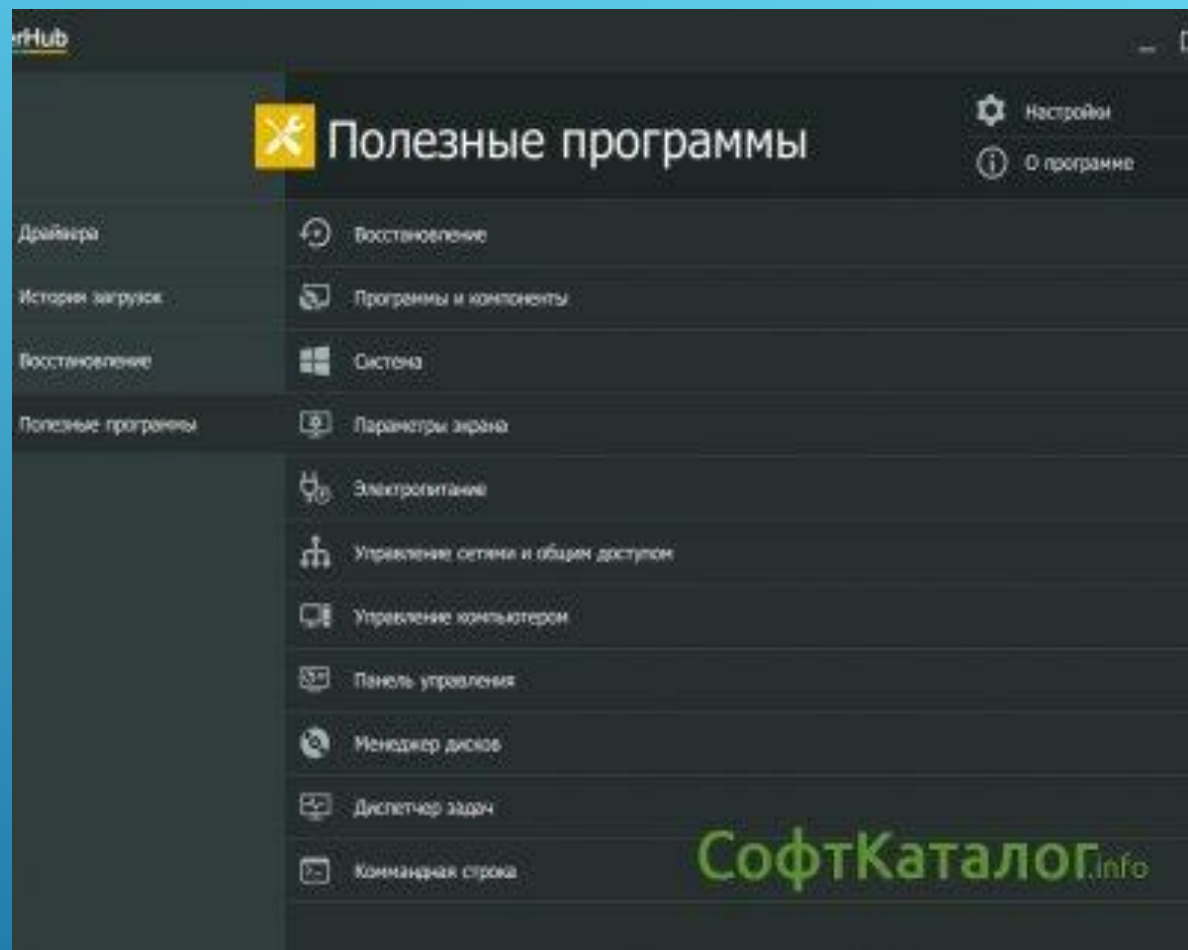 erHub
Полезные программы
Настройки
О программе
Драйвера
История загрузок
Восстановление
Полезные программы
Восстановление
Программы и компоненты
Система
Параметры экрана
Электропитание
Управление сетями и общим доступом
Управление компьютером
Панель управления
Менеджер дисков
Диспетчер задач
Коммандная строка
СофтКаталог.info